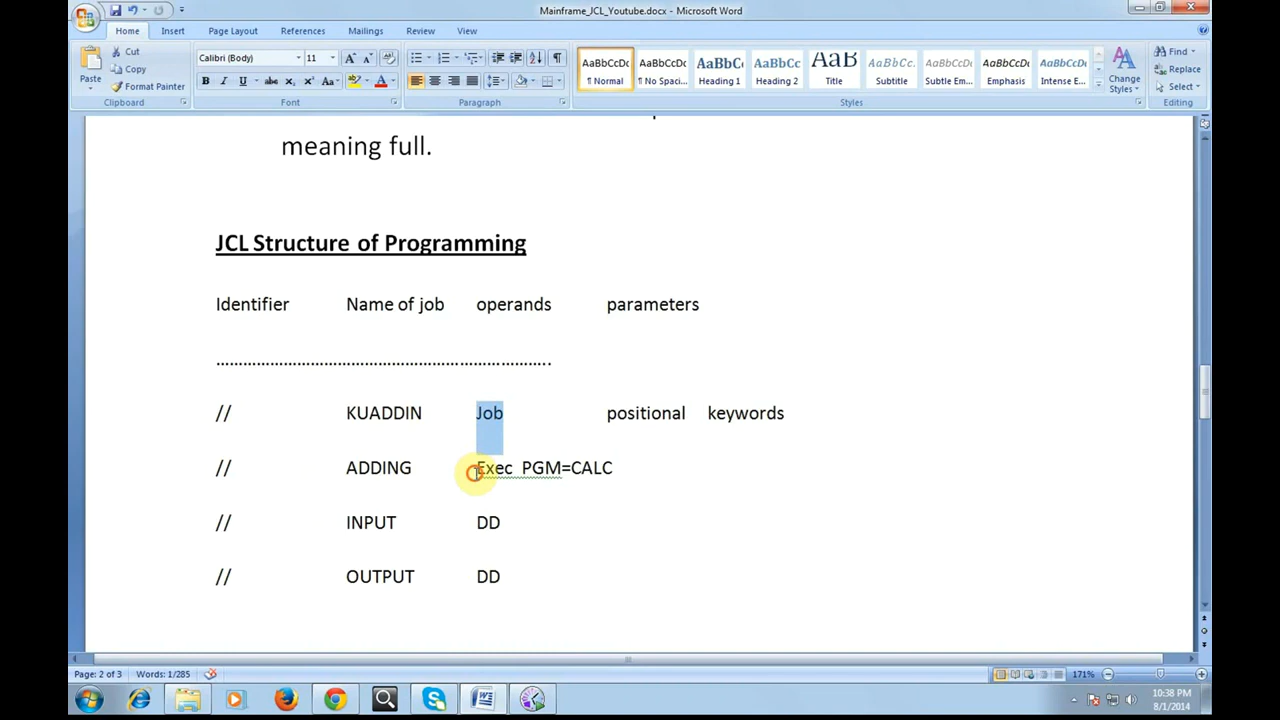 Mainframe_JCL_Youtube.docx - Microsoft Word
Home Insert Page Layout References Mailings Review View
Paste
Cut
Copy
Format Painter
Clipboard
Calibri (Body) 11
Font
Paragraph
AaBbCcDc AaBbCcDc AaBbC AaBbCc AaB AaBbCc. AaBbCcDc AaBbCcDc AaBbCcDc
¶ Normal ¶ No Spaci... Heading 1 Heading 2 Title Subtitle Subtle Em... Emphasis Intense E...
Styles
Change Styles
Find
Replace
Select
Editing
meaning full.
JCL Structure of Programming
Identifier Name of job operands parameters
………………………………………………………………..
// KUADDIN Job positional keywords
// ADDING Exec PGM=CALC
// INPUT DD
// OUTPUT DD
Page: 2 of 3 Words: 1/285 171%
10:38 PM
8/1/2014